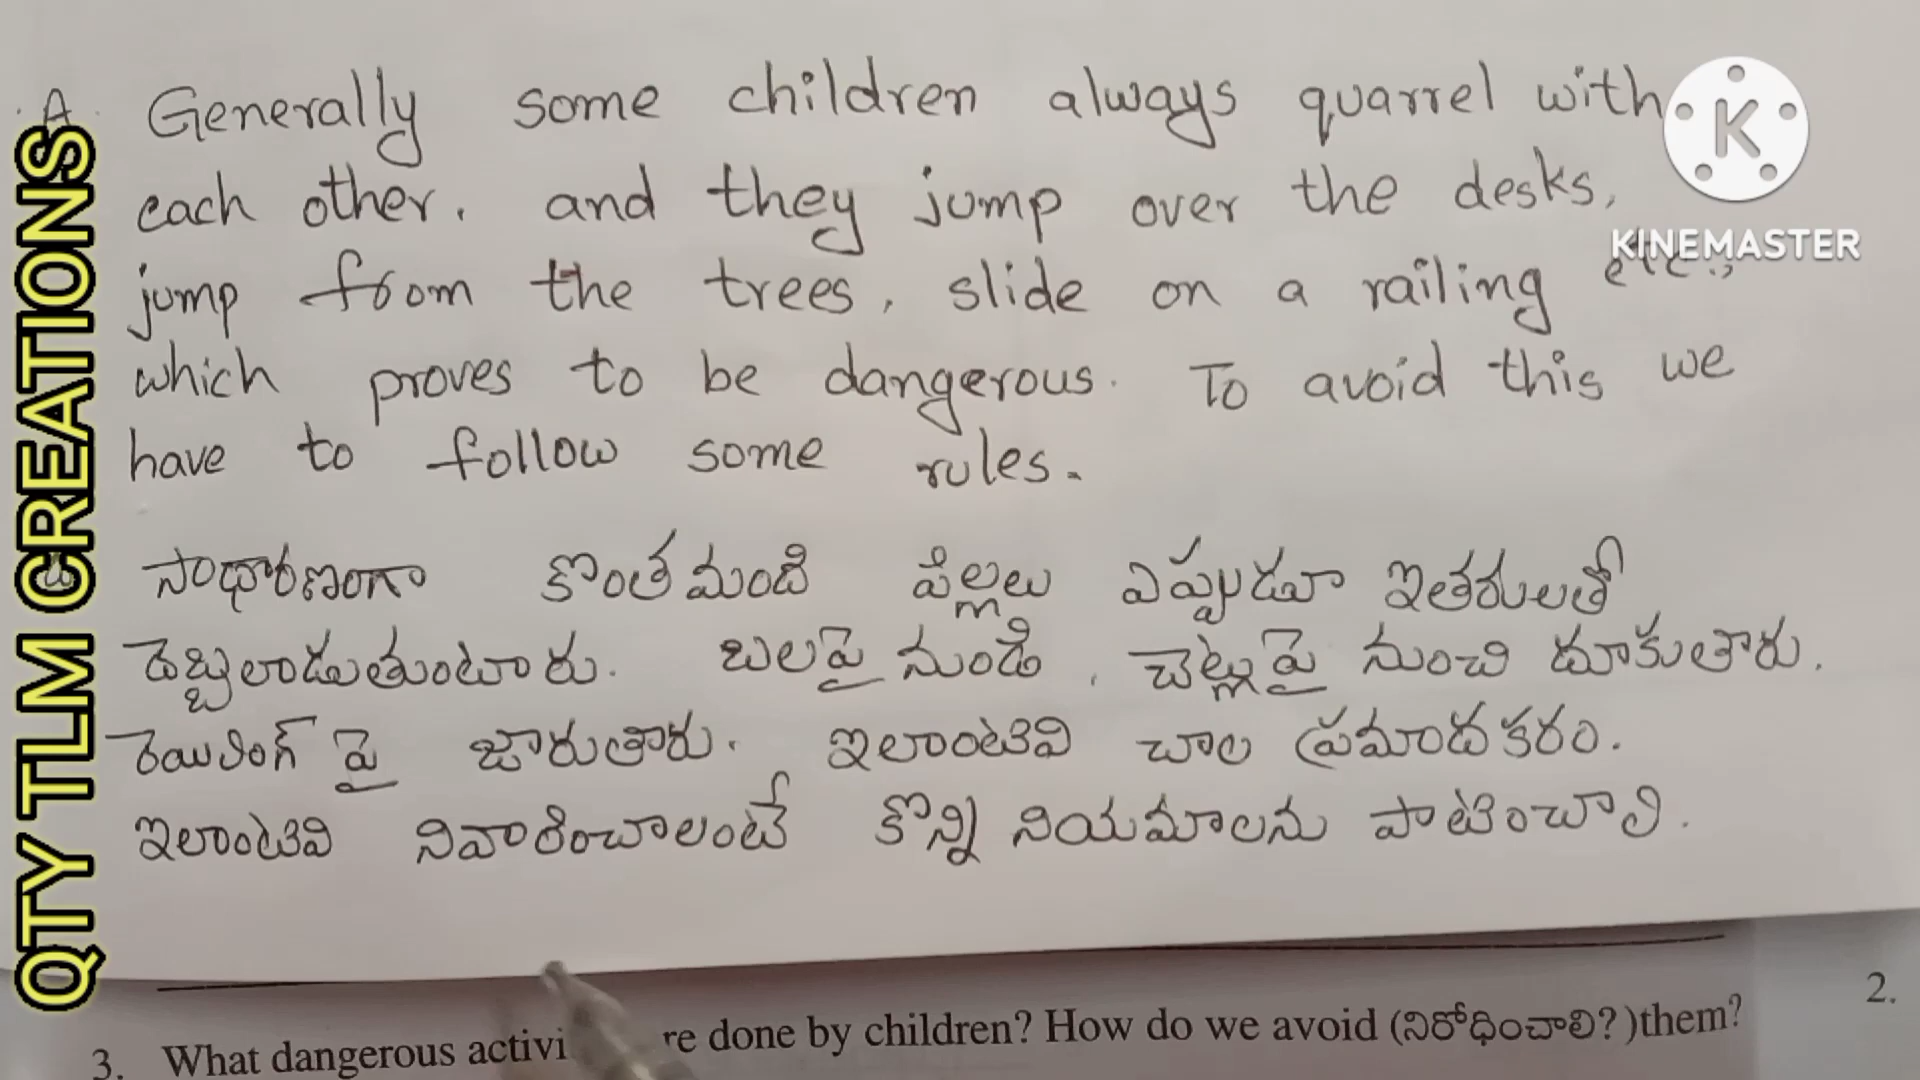 A. Generally some children always quarrel with
each other. and they jump over the desks,
jump from the trees, slide on a railing etc.,
which proves to be dangerous. To avoid this we
have to follow some rules.
సాధారణంగా కొంతమంది పిల్లలు ఎప్పుడూ ఇతరులతో
దెబ్బలాడుతుంటారు. బలపై నుండి, చెట్లుపై నుంచి దూకుతారు.
రెయిలింగ్ పై జారుతారు. ఇలాంటివి చాల ప్రమాదకరం.
ఇలాంటివి నివారించాలంటే కొన్ని నియమాలను పాటించాలి.
3. What dangerous activi re done by children? How do we avoid (నిరోధించాలి?)them?
2.
QTY TLM CREATIONS
K
KINEMASTER